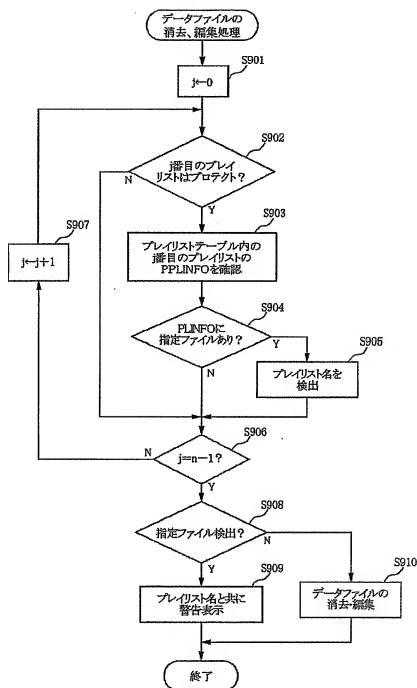 データファイルの
消去、編集処理
S901
j←0
S902
j番目のプレイ
リストはプロテクト？
N
Y
S907
j←j+1
S903
プレイリストテーブル内の
j番目のプレイリストの
PPLINFOを確認
S904
PLINFOに
指定ファイルあり？
Y
N
S905
プレイリスト名を
検出
S906
j==n−1？
N
Y
S908
指定ファイル検出？
N
Y
S909
プレイリスト名と共に
警告表示
S910
データファイルの
消去・編集
終了